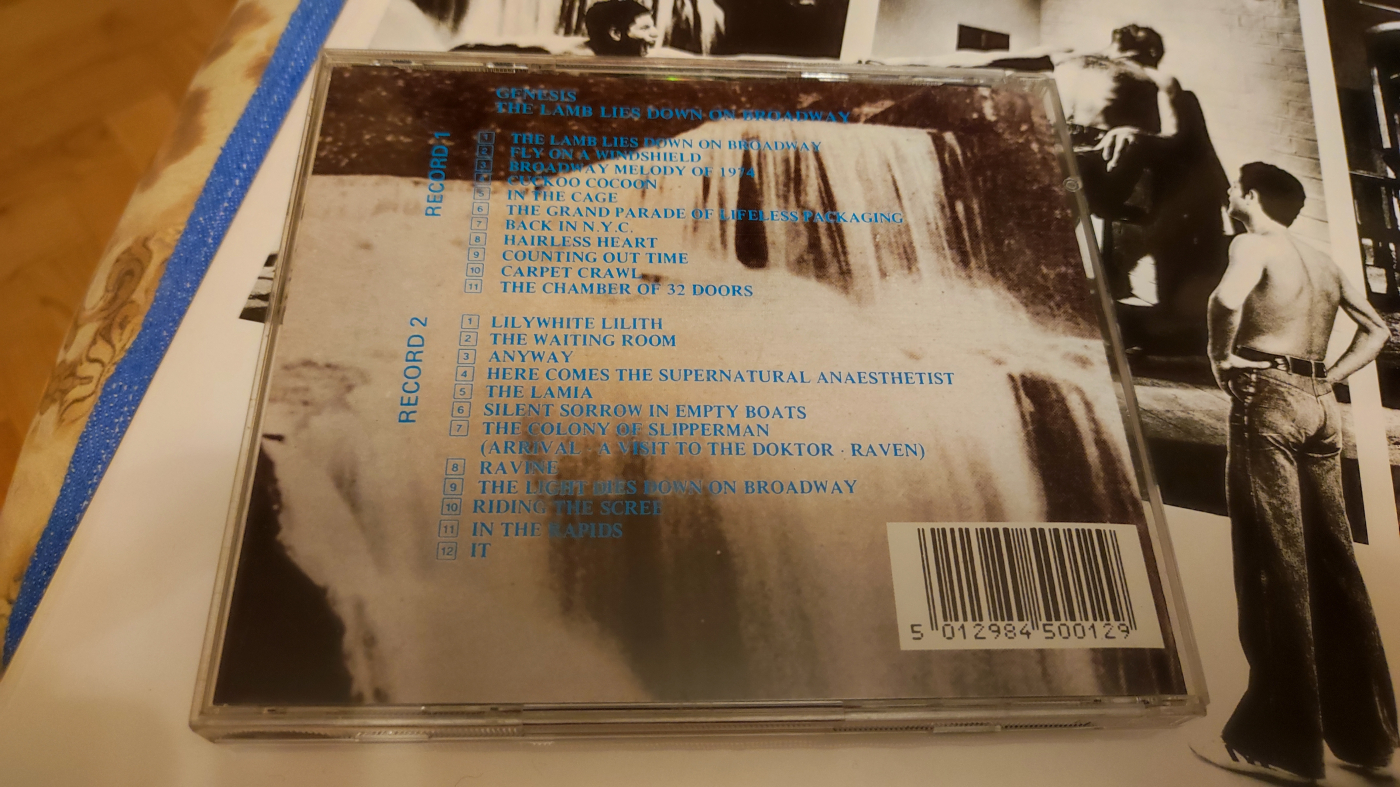 GENESIS
THE LAMB LIES DOWN ON BROADWAY
RECORD 1
1 THE LAMB LIES DOWN ON BROADWAY
2 FLY ON A WINDSHIELD
3 BROADWAY MELODY OF 1974
4 CUCKOO COCOON
5 IN THE CAGE
6 THE GRAND PARADE OF LIFELESS PACKAGING
7 BACK IN N.Y.C.
8 HAIRLESS HEART
9 COUNTING OUT TIME
10 CARPET CRAWL
11 THE CHAMBER OF 32 DOORS
RECORD 2
1 LILYWHITE LILITH
2 THE WAITING ROOM
3 ANYWAY
4 HERE COMES THE SUPERNATURAL ANAESTHETIST
5 THE LAMIA
6 SILENT SORROW IN EMPTY BOATS
7 THE COLONY OF SLIPPERMAN
(ARRIVAL · A VISIT TO THE DOKTOR · RAVEN)
8 RAVINE
9 THE LIGHT DIES DOWN ON BROADWAY
10 RIDING THE SCREE
11 IN THE RAPIDS
12 IT
5 012984 500129